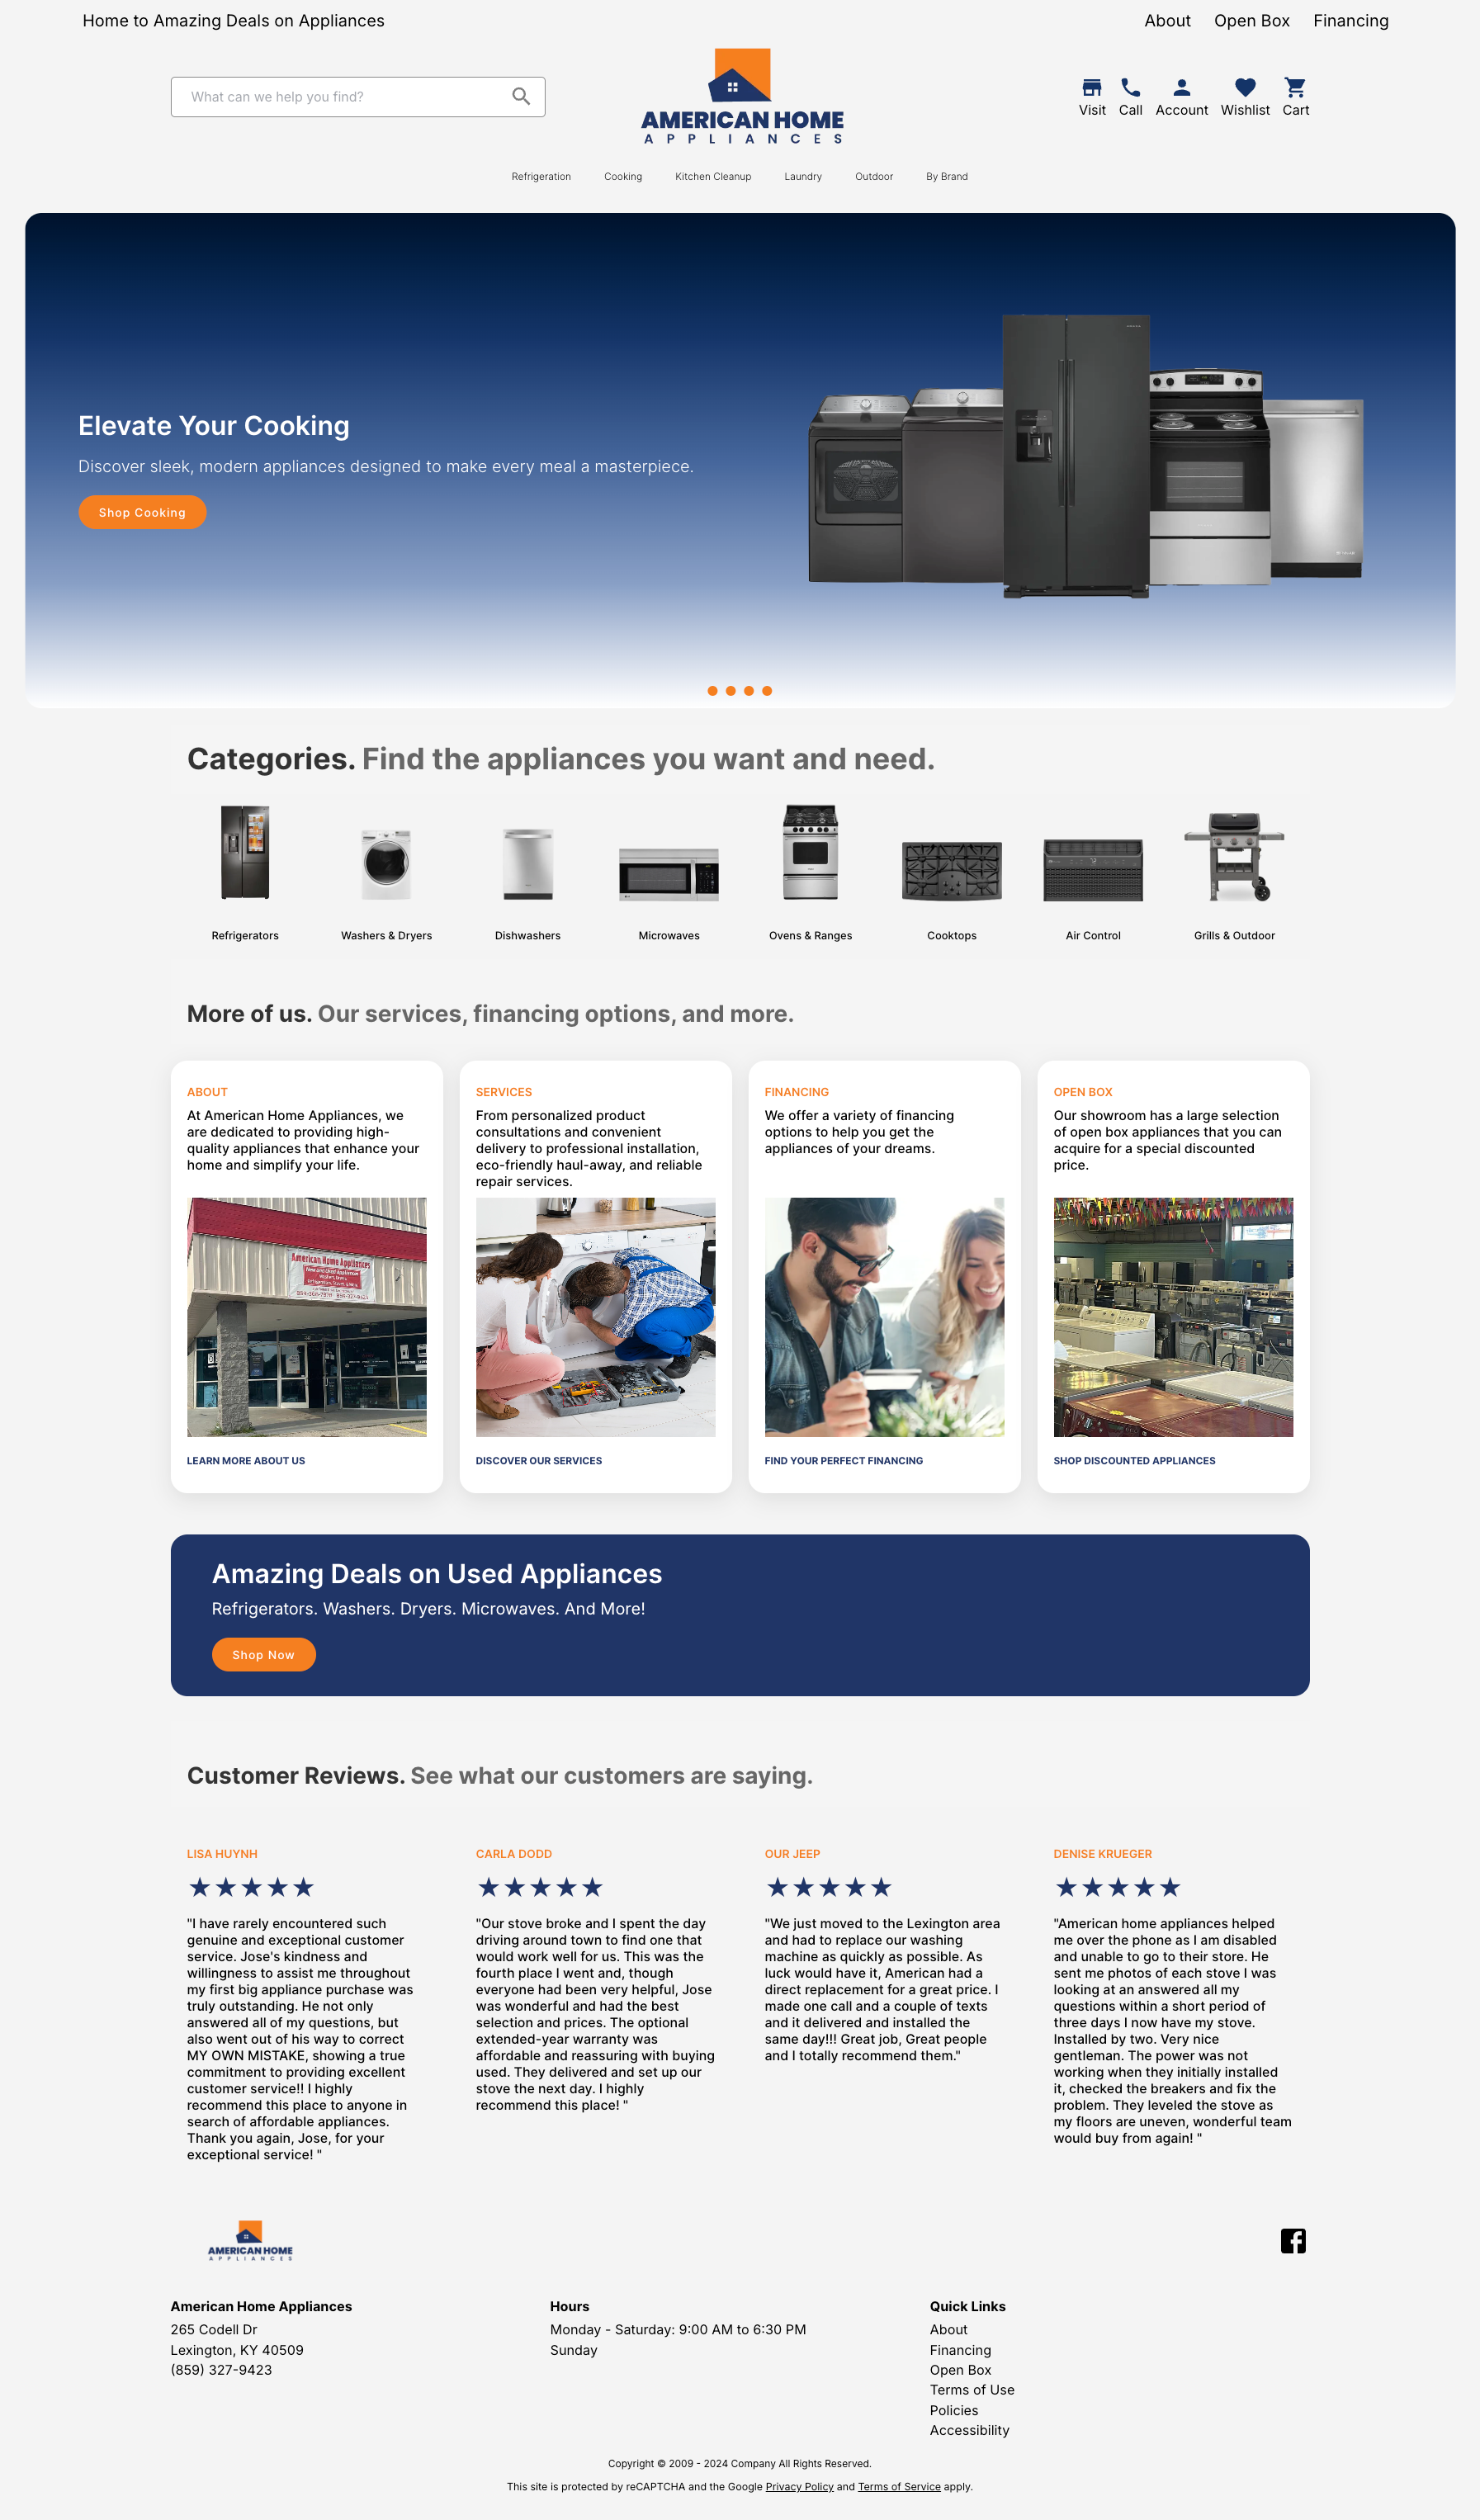 Home to Amazing Deals on Appliances
About Open Box Financing
What can we help you find?
AMERICAN HOME
APPLIANCES
Visit Call Account Wishlist Cart
Refrigeration Cooking Kitchen Cleanup Laundry Outdoor By Brand
Elevate Your Cooking
Discover sleek, modern appliances designed to make every meal a masterpiece.
Shop Cooking
Categories. Find the appliances you want and need.
Refrigerators Washers & Dryers Dishwashers Microwaves Ovens & Ranges Cooktops Air Control Grills & Outdoor
More of us. Our services, financing options, and more.
ABOUT
At American Home Appliances, we
are dedicated to providing high-
quality appliances that enhance your
home and simplify your life.
American Home Appliances
LEARN MORE ABOUT US
SERVICES
From personalized product
consultations and convenient
delivery to professional installation,
eco-friendly haul-away, and reliable
repair services.
DISCOVER OUR SERVICES
FINANCING
We offer a variety of financing
options to help you get the
appliances of your dreams.
FIND YOUR PERFECT FINANCING
OPEN BOX
Our showroom has a large selection
of open box appliances that you can
acquire for a special discounted
price.
SHOP DISCOUNTED APPLIANCES
Amazing Deals on Used Appliances
Refrigerators. Washers. Dryers. Microwaves. And More!
Shop Now
Customer Reviews. See what our customers are saying.
LISA HUYNH
"I have rarely encountered such
genuine and exceptional customer
service. Jose's kindness and
willingness to assist me throughout
my first big appliance purchase was
truly outstanding. He not only
answered all of my questions, but
also went out of his way to correct
MY OWN MISTAKE, showing a true
commitment to providing excellent
customer service!! I highly
recommend this place to anyone in
search of affordable appliances.
Thank you again, Jose, for your
exceptional service! "
CARLA DODD
"Our stove broke and I spent the day
driving around town to find one that
would work well for us. This was the
fourth place I went and, though
everyone had been very helpful, Jose
was wonderful and had the best
selection and prices. The optional
extended-year warranty was
affordable and reassuring with buying
used. They delivered and set up our
stove the next day. I highly
recommend this place! "
OUR JEEP
"We just moved to the Lexington area
and had to replace our washing
machine as quickly as possible. As
luck would have it, American had a
direct replacement for a great price. I
made one call and a couple of texts
and it delivered and installed the
same day!!! Great job, Great people
and I totally recommend them."
DENISE KRUEGER
"American home appliances helped
me over the phone as I am disabled
and unable to go to their store. He
sent me photos of each stove I was
looking at an answered all my
questions within a short period of
three days I now have my stove.
Installed by two. Very nice
gentleman. The power was not
working when they initially installed
it, checked the breakers and fix the
problem. They leveled the stove as
my floors are uneven, wonderful team
would buy from again! "
AMERICAN HOME
APPLIANCES
American Home Appliances
265 Codell Dr
Lexington, KY 40509
(859) 327-9423
Hours
Monday - Saturday: 9:00 AM to 6:30 PM
Sunday
Quick Links
About
Financing
Open Box
Terms of Use
Policies
Accessibility
Copyright © 2009 - 2024 Company All Rights Reserved.
This site is protected by reCAPTCHA and the Google Privacy Policy and Terms of Service apply.